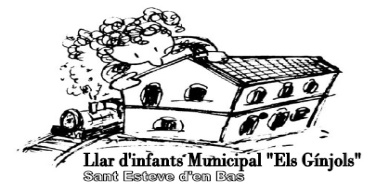 Llar d'infants Municipal "Els Gínjols"
Sant Esteve d'en Bas